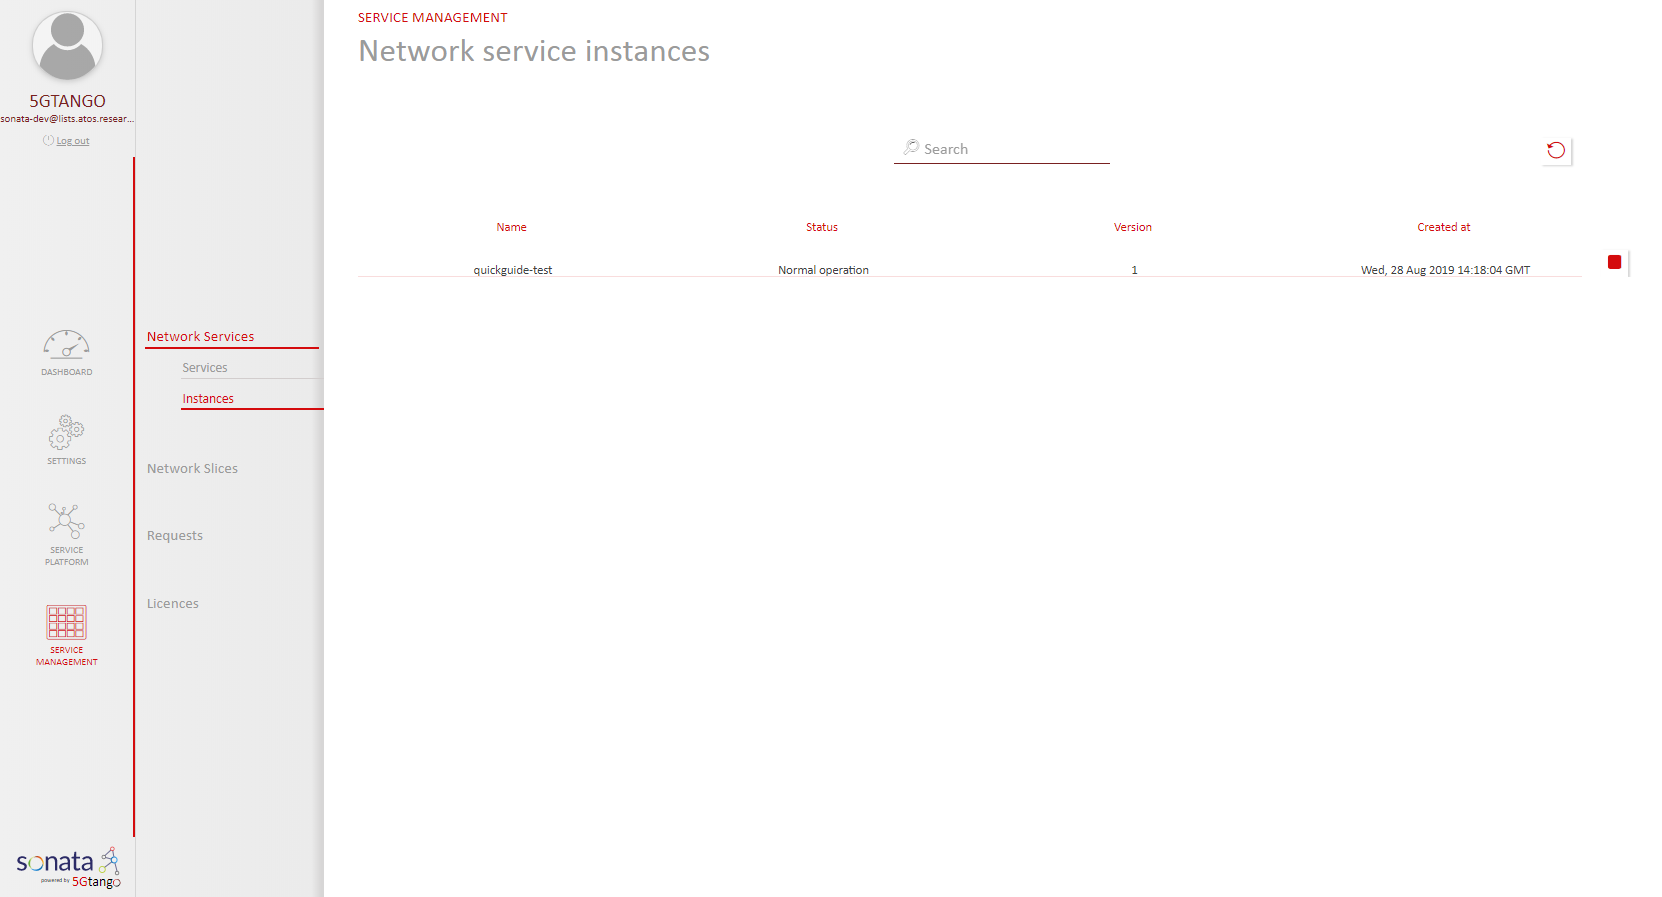 5GTANGO
sonata-dev@lists.atos.resear...
Log out
DASHBOARD
SETTINGS
SERVICE
PLATFORM
SERVICE
MANAGEMENT
sonata
powered by 5Gtango
Network Services
Services
Instances
Network Slices
Requests
Licences
SERVICE MANAGEMENT
Network service instances
Search
Name Status Version Created at
quickguide-test Normal operation 1 Wed, 28 Aug 2019 14:18:04 GMT